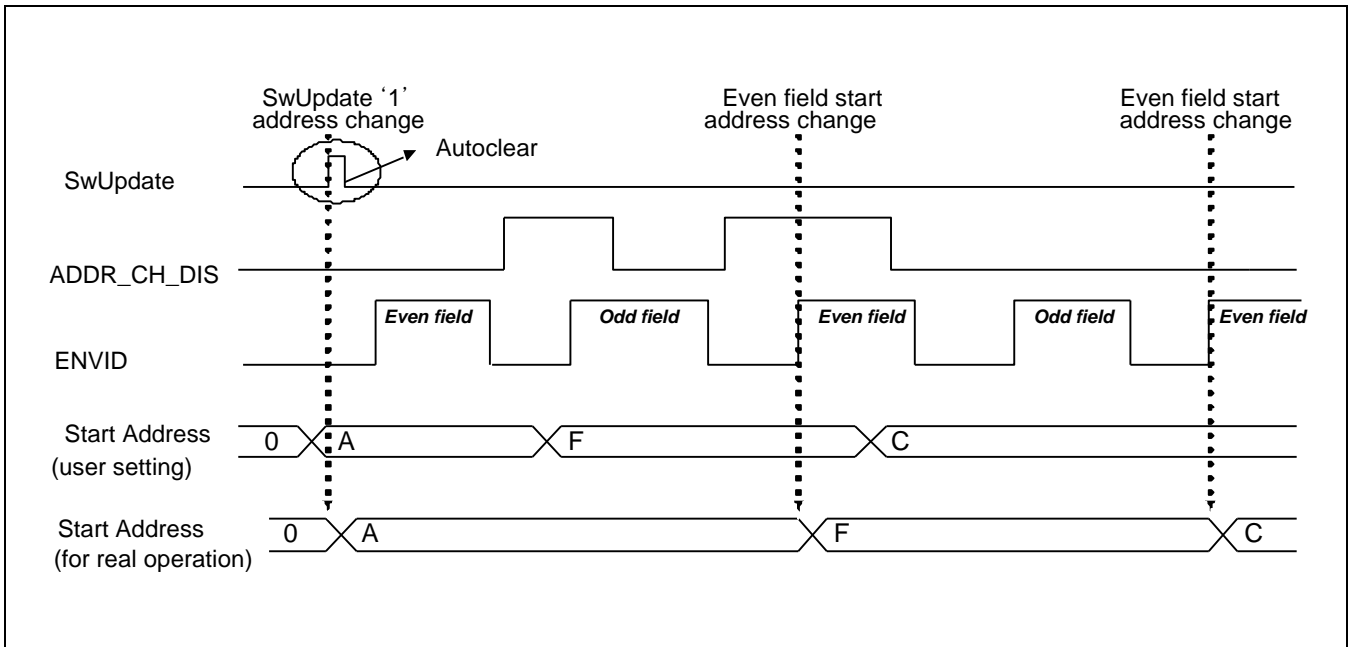 SwUpdate ‘1’
address change
Even field start
address change
Even field start
address change
Autoclear
SwUpdate
ADDR_CH_DIS
Even field
Odd field
Even field
Odd field
Even field
ENVID
Start Address
(user setting)
0
A
F
C
Start Address
(for real operation)
0
A
F
C